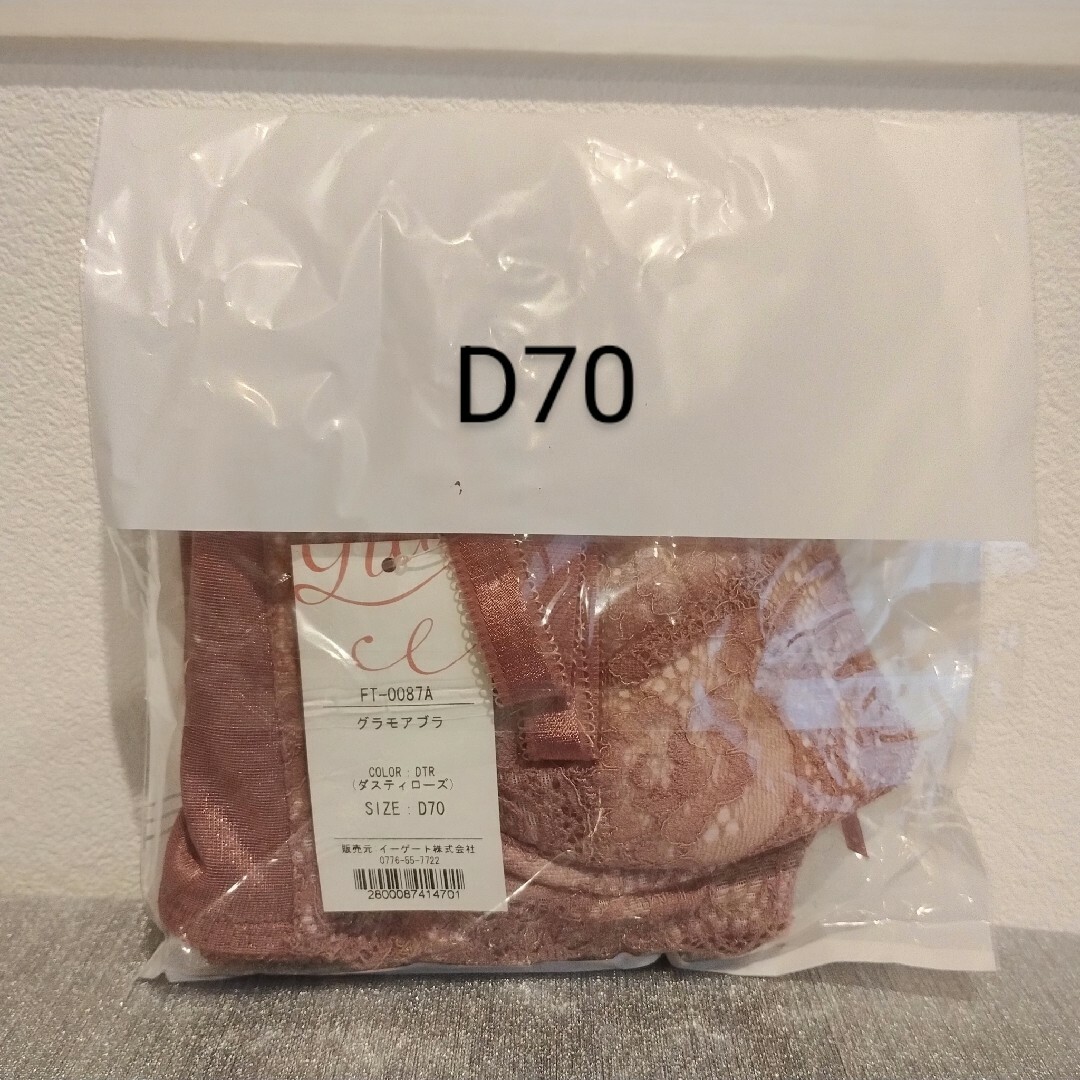 D70
FT-0087A
グラモアブラ
COLOR : DTR
(ダスティローズ)
SIZE : D70
販売元 イーゲート株式会社
0776-55-7722
2800087414701